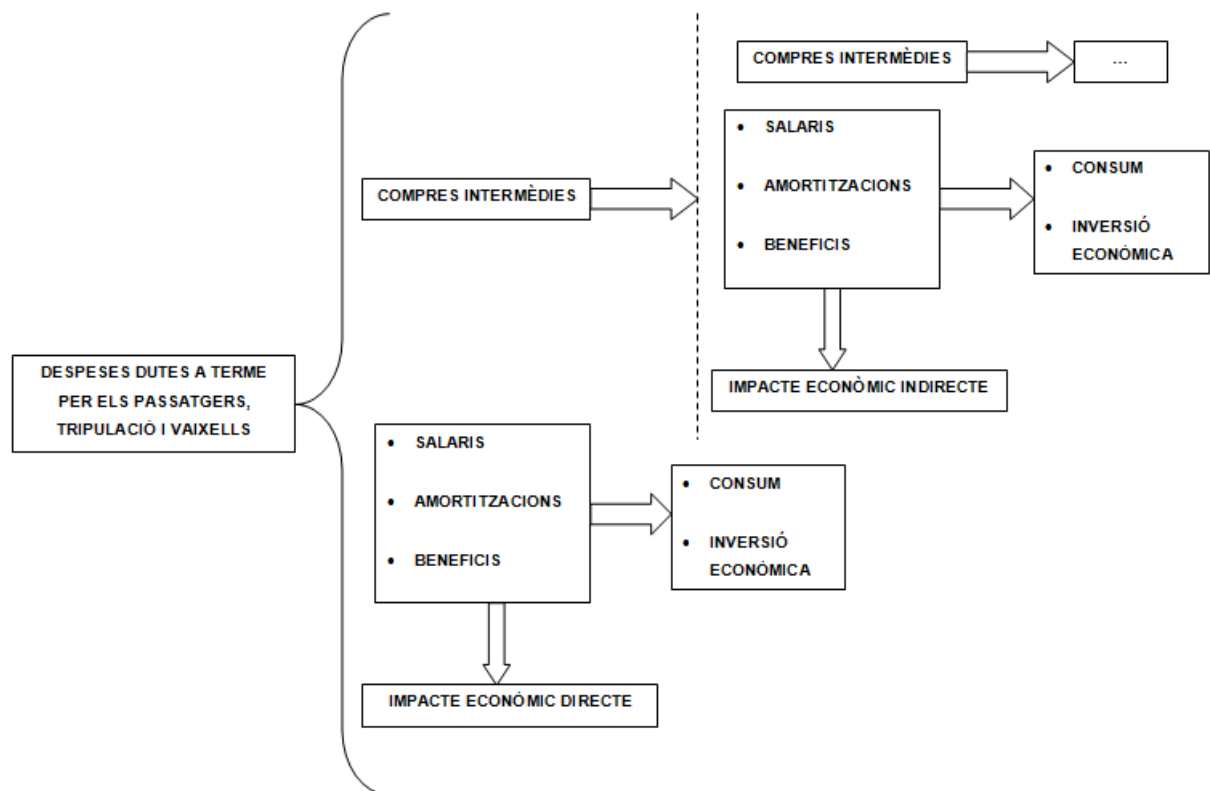 COMPRES INTERMÈDIES
...
• SALARIS
• AMORTITZACIONS
• BENEFICIS
• CONSUM
• INVERSIÓ
ECONÒMICA
COMPRES INTERMÈDIES
IMPACTE ECONÒMIC INDIRECTE
DESPESES DUTES A TERME
PER ELS PASSATGERS,
TRIPULACIÓ I VAIXELLS
• SALARIS
• AMORTITZACIONS
• BENEFICIS
• CONSUM
• INVERSIÓ
ECONÒMICA
IMPACTE ECONÒMIC DIRECTE